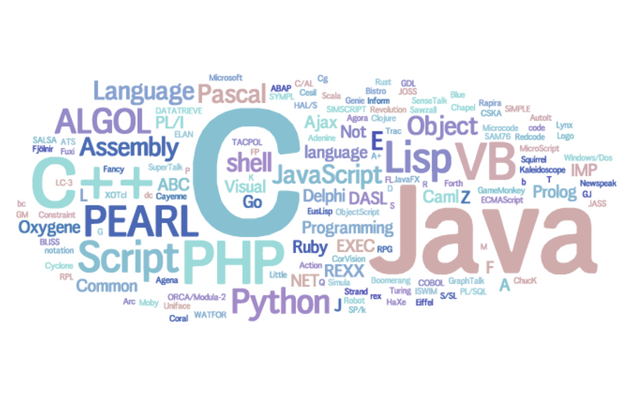 Microsoft
Cg
Rust
GDL
Language
Pascal
ABAP
C/AL
Cesil
Bistro
JOSS
SYMPL
Scala
Genie
Inform
SenseTalk
Blue
HAL/S
SIMSCRIPT
Revolution
Sawzall
Chapel
Rapira
SIMPLE
DATATRIEVE
ALGOL
PL/I
C
Ajax
Agora
Clojure
Object
CSKA
AutoIt
Microcode
code
Lynx
ELAN
Adenine
Not
Trac
SAM76
Redcode
Logo
SALSA
ATS
Assembly
TACPOL
E
Fjölnir
Fuxi
FP
language
A+
Lisp
VB
MicroScript
shell
Squirrel
Windows/Dos
C++
Fancy
SuperTalk
P
JavaScript
Kaleidoscope
IMP
LC-3
ABC
K
FL
JavaFX
R
Forth
b
T
Newspeak
Visual
D
L
XOTcl
dc
Cayenne
Go
Delphi
DASL
Caml
Z
GameMonkey
ECMAScript
Prolog
GJ
JASS
bc
S
GM
Constraint
PEARL
EusLisp
ObjectScript
Java
Oxygene
G
Programming
BLISS
notation
Script
PHP
Ruby
EXEC
RPG
M
CorVision
Cyclone
Action
REXX
F
RPL
Common
Agena
Little
NET
Q
Simula
Boomerang
COBOL
GraphTalk
A
ChucK
Arc
Moby
ORCA/Modula-2
Python
Strand
rex
Turing
ISWIM
PL/SQL
Uniface
J
Robot
HaXe
Eiffel
S/SL
Coral
WATFOR
SP/k